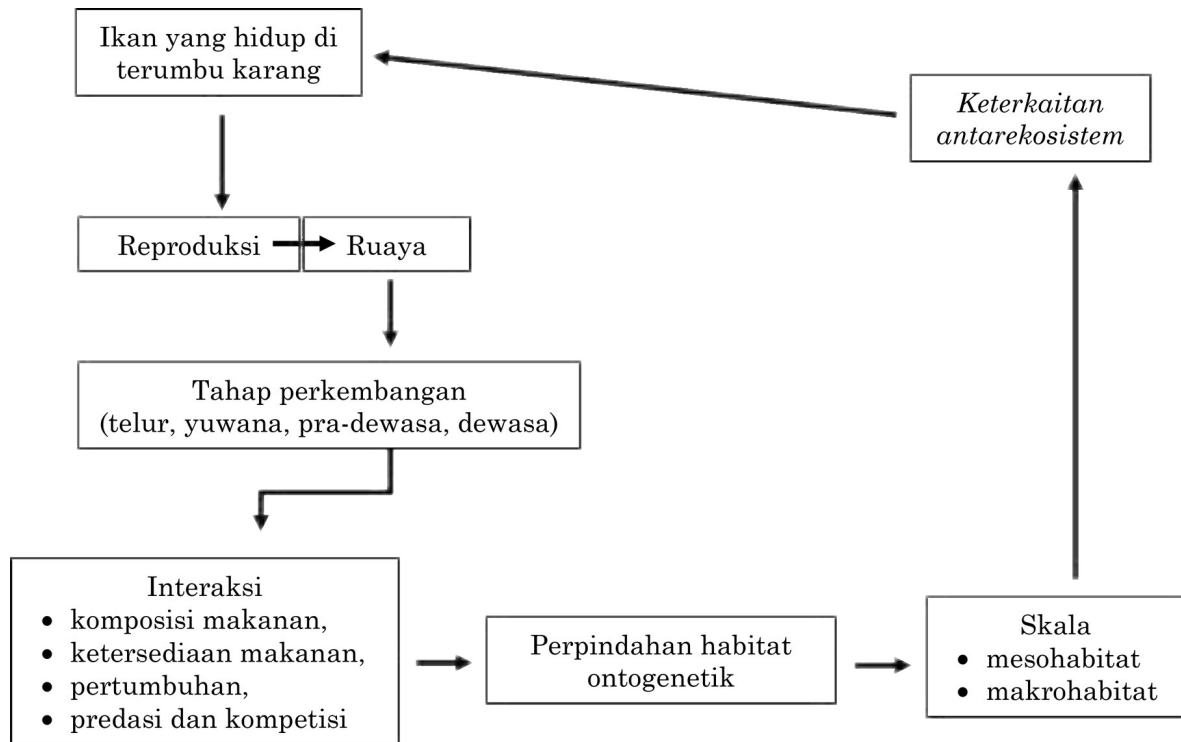 Ikan yang hidup di
terumbu karang
Keterkaitan
antarekosistem
Reproduksi
Ruaya
Tahap perkembangan
(telur, yuwana, pra-dewasa, dewasa)
Interaksi
• komposisi makanan,
• ketersediaan makanan,
• pertumbuhan,
• predasi dan kompetisi
Perpindahan habitat
ontogenetik
Skala
• mesohabitat
• makrohabitat